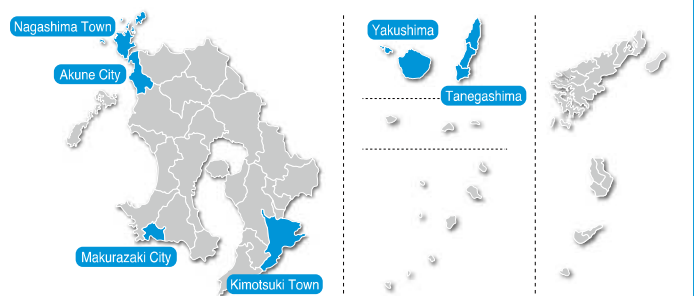 Nagashima Town
Akune City
Makurazaki City
Kimotsuki Town
Yakushima
Tanegashima